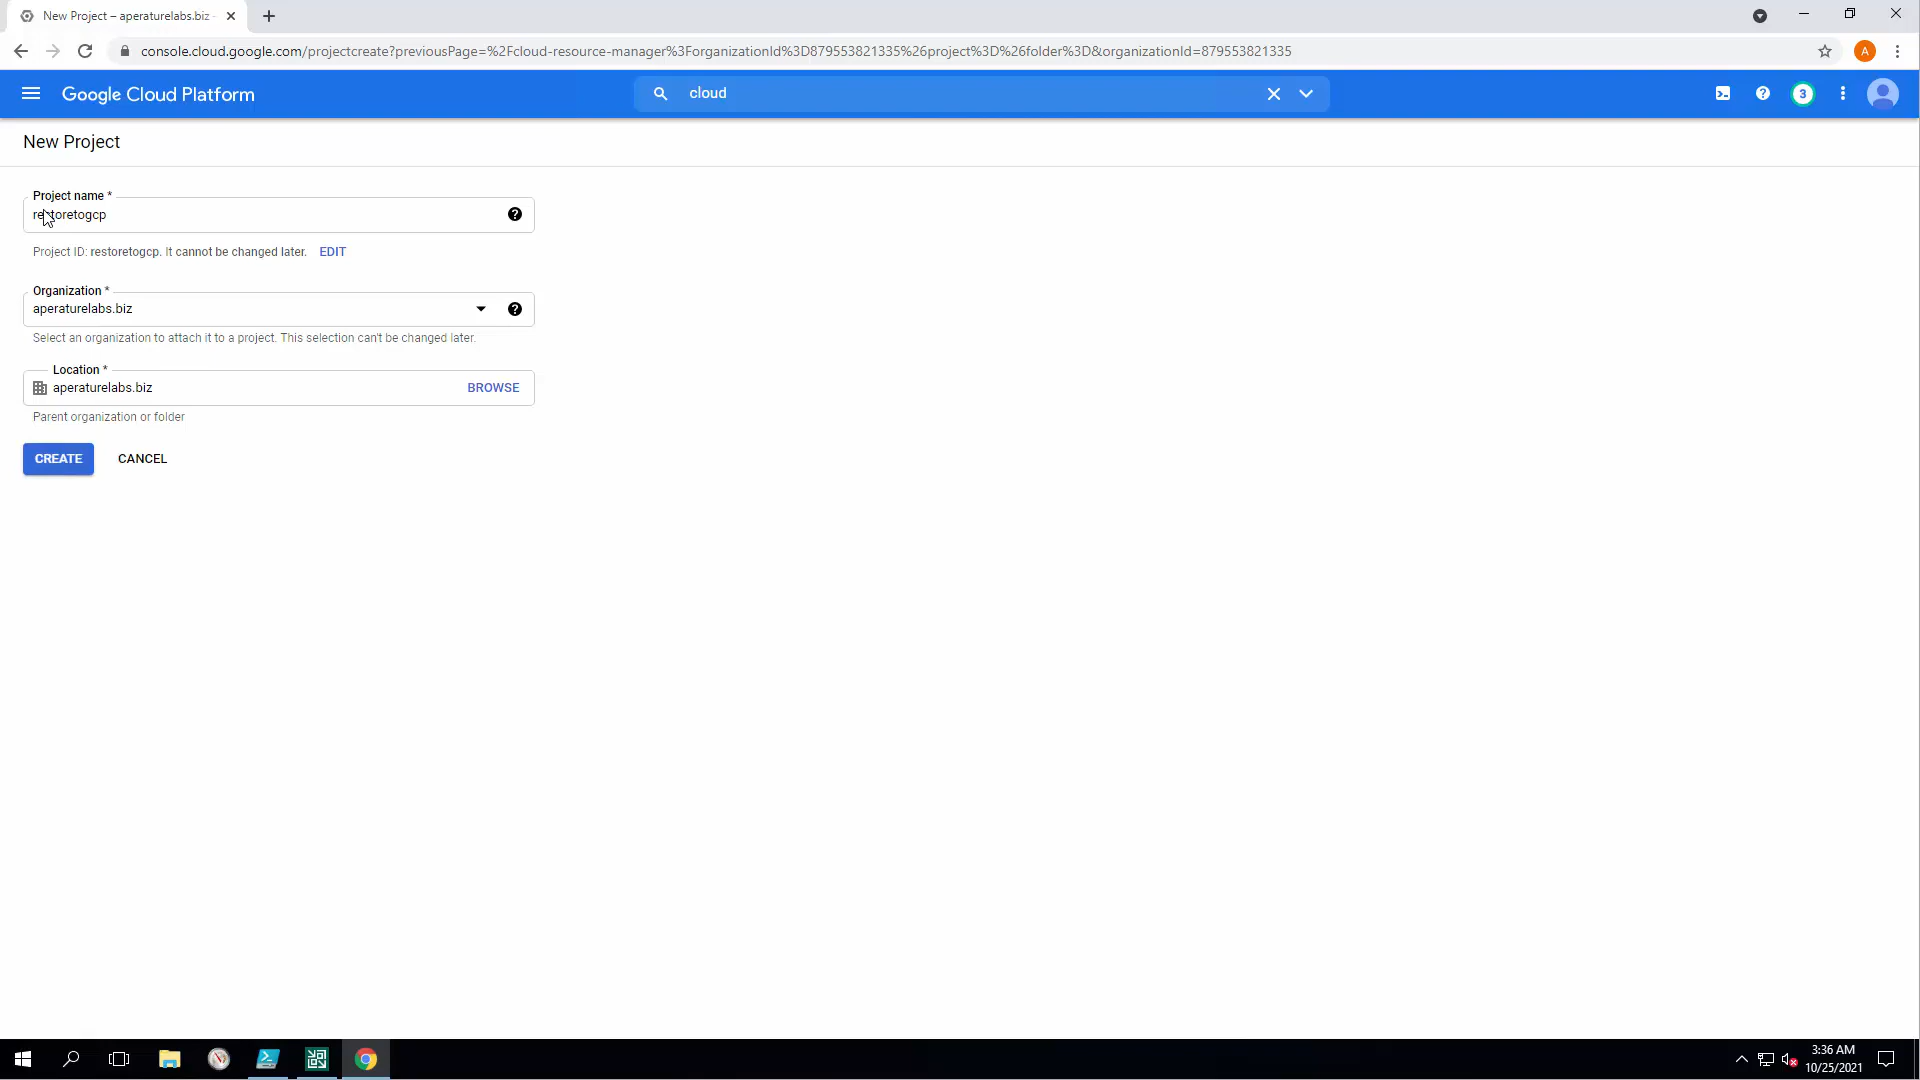 New Project – aperaturelabs.biz -
console.cloud.google.com/projectcreate?previousPage=%2Fcloud-resource-manager%3ForganizationId%3D879553821335%26project%3D%26folder%3D&organizationId=879553821335
A
Google Cloud Platform
cloud
3
New Project
Project name *
restoretogcp
Project ID: restoretogcp. It cannot be changed later. EDIT
Organization *
aperaturelabs.biz
Select an organization to attach it to a project. This selection can't be changed later.
Location *
aperaturelabs.biz
BROWSE
Parent organization or folder
CREATE CANCEL
3:36 AM
10/25/2021